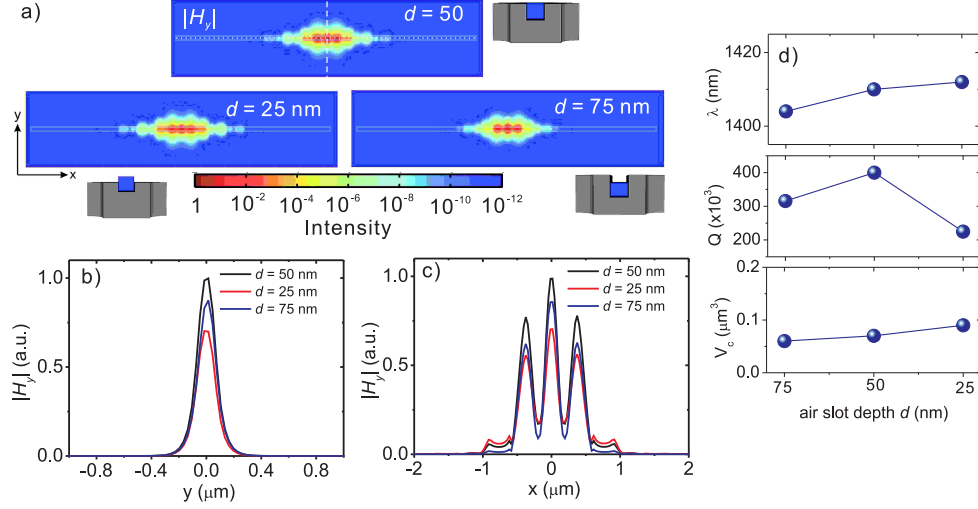 a)
|H_y|
d = 50
d = 25 nm
d = 75 nm
y
x
1 10^-2 10^-4 10^-6 10^-8 10^-10 10^-12
Intensity
b)
d = 50 nm
d = 25 nm
d = 75 nm
|H_y| (a.u.)
1.0
0.5
0.0
-0.8 -0.4 0.0 0.4 0.8
y (μm)
c)
d = 50 nm
d = 25 nm
d = 75 nm
|H_y| (a.u.)
1.0
0.5
0.0
-2 -1 0 1 2
x (μm)
d)
λ (nm)
1420
1400
Q (x10³)
400
300
200
V_c (μm³)
0.2
0.1
0.0
75 50 25
air slot depth d (nm)